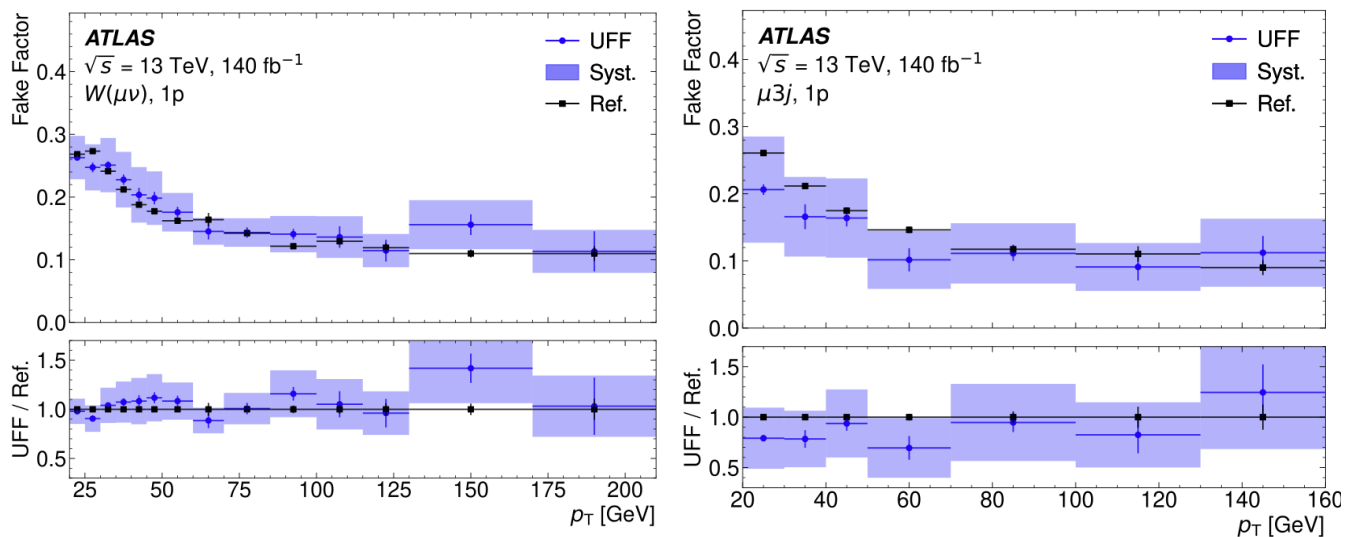 ATLAS
√s = 13 TeV, 140 fb⁻¹
W(μν), 1p
UFF
Syst.
Ref.
Fake Factor
0.4
0.3
0.2
0.1
0.0
UFF / Ref.
1.5
1.0
0.5
25 50 75 100 125 150 175 200
pT [GeV]
ATLAS
√s = 13 TeV, 140 fb⁻¹
μ3j, 1p
UFF
Syst.
Ref.
Fake Factor
0.4
0.3
0.2
0.1
0.0
UFF / Ref.
1.5
1.0
0.5
20 40 60 80 100 120 140 160
pT [GeV]